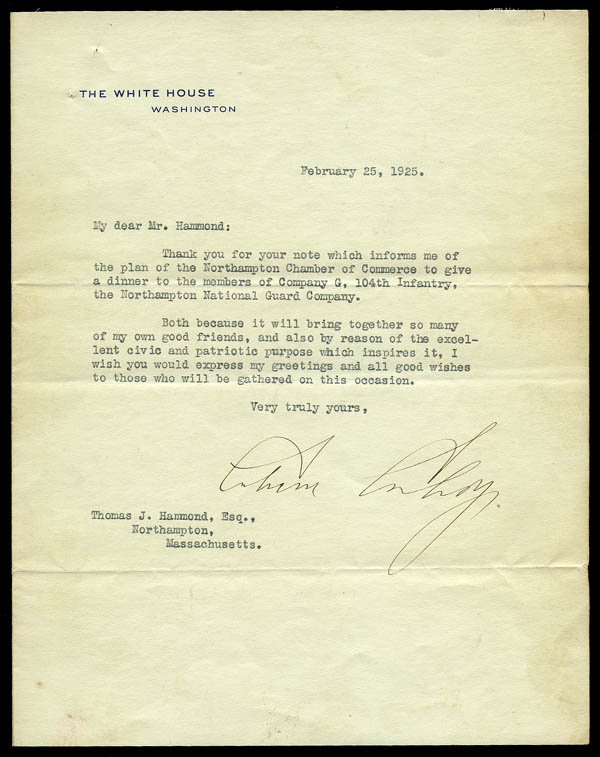 THE WHITE HOUSE
WASHINGTON
February 25, 1925.
My dear Mr. Hammond:
Thank you for your note which informs me of
the plan of the Northampton Chamber of Commerce to give
a dinner to the members of Company G, 104th Infantry,
the Northampton National Guard Company.
Both because it will bring together so many
of my own good friends, and also by reason of the excel-
lent civic and patriotic purpose which inspires it, I
wish you would express my greetings and all good wishes
to those who will be gathered on this occasion.
Very truly yours,
Calvin Coolidge
Thomas J. Hammond, Esq.,
Northampton,
Massachusetts.